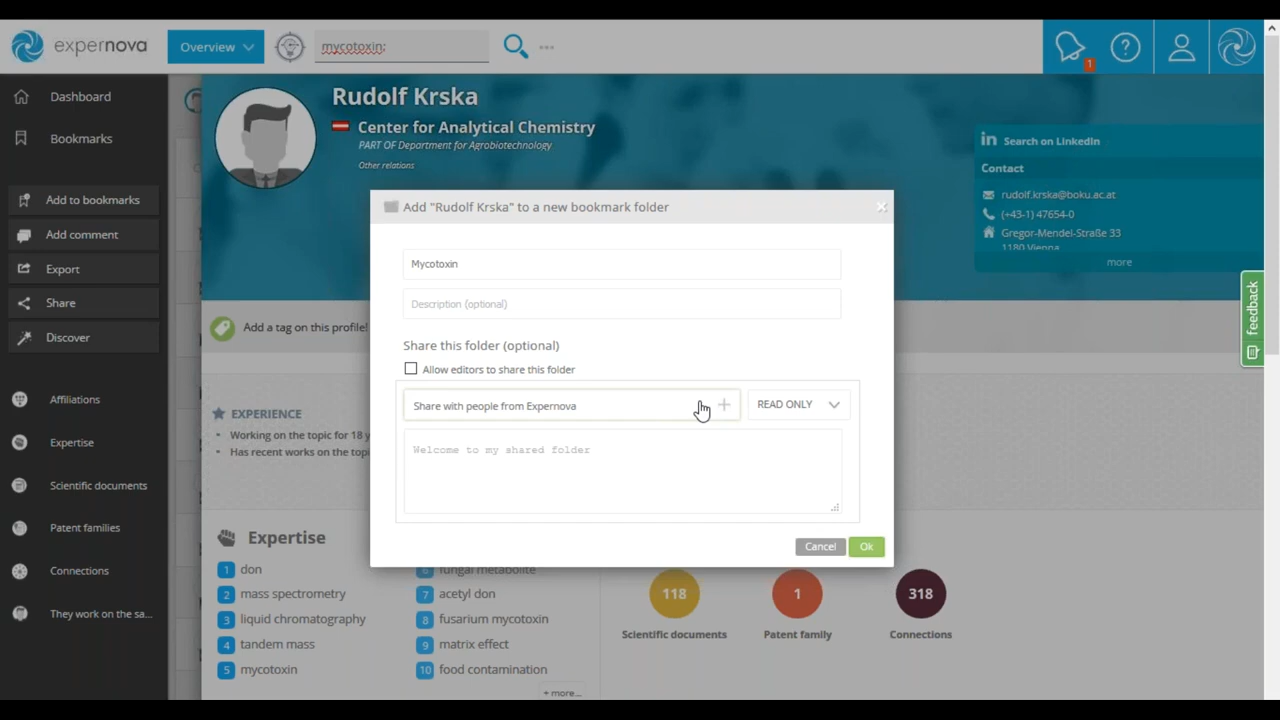 expernova
Overview
mycotoxin;
1
Dashboard
Bookmarks
Add to bookmarks
Add comment
Export
Share
Discover
Affiliations
Expertise
Scientific documents
Patent families
Connections
They work on the sa...
Rudolf Krska
Center for Analytical Chemistry
PART OF Department for Agrobiotechnology
Other relations
in Search on LinkedIn
Contact
rudolf.krska@boku.ac.at
(+43-1) 47654-0
Gregor-Mendel-Straße 33
1180 Vienna
more
feedback
Add a tag on this profile!
Add "Rudolf Krska" to a new bookmark folder
Mycotoxin
Description (optional)
Share this folder (optional)
Allow editors to share this folder
Share with people from Expernova
READ ONLY
Welcome to my shared folder
Cancel
Ok
EXPERIENCE
Working on the topic for 18 y
Has recent works on the topi
Expertise
1 don
2 mass spectrometry
3 liquid chromatography
4 tandem mass
5 mycotoxin
6 fungal metabolite
7 acetyl don
8 fusarium mycotoxin
9 matrix effect
10 food contamination
+ more...
118
Scientific documents
1
Patent family
318
Connections